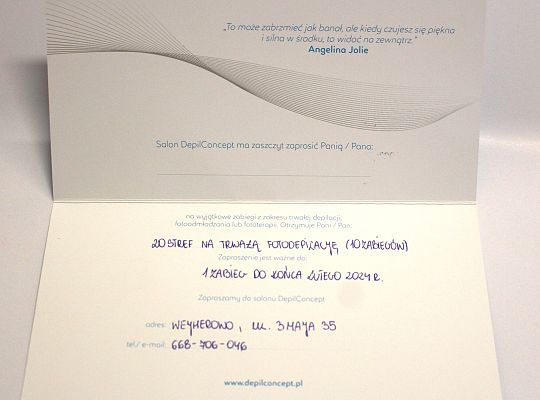 „To może zabrzmieć jak banał, ale kiedy czujesz się piękna
i silna w środku, to widać na zewnątrz."
Angelina Jolie
Salon DepilConcept ma zaszczyt zaprosić Panią / Pana:
na wyjątkowe zabiegi z zakresu trwałej depilacji,
fotoodmładzania lub fototerapii. Otrzymuje Pani / Pan:
20 STREF NA TRWAŁĄ FOTODEPILACJĘ (10 ZABIEGÓW)
Zaproszenie jest ważne do:
1 ZABIEG DO KOŃCA LUTEGO 2024 R.
Zapraszamy do salonu DepilConcept
adres: WEJHEROWO, UL. 3 MAJA 35
tel./ e-mail: 668-706-046
www.depilconcept.pl